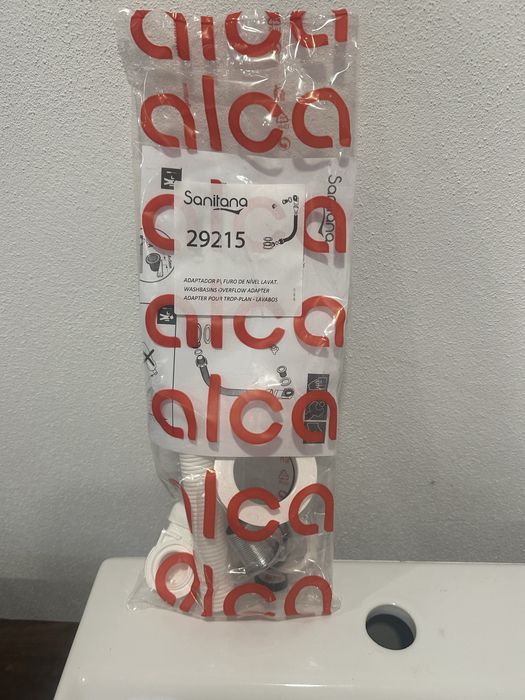 alca
alca
Sanitana
Sanitana
29215
ADAPTADOR P\ FURO DE NÍVEL LAVAT.
WASHBASINS OVERFLOW ADAPTER
ADAPTER POUR TROP-PLAN - LAVABOS
alca
alca
alca
alca
alca